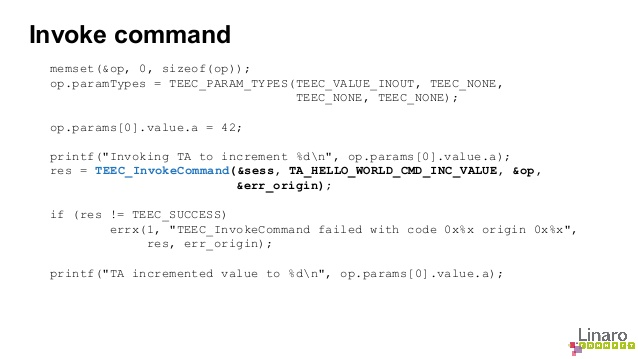 Invoke command
memset(&op, 0, sizeof(op));
op.paramTypes = TEEC_PARAM_TYPES(TEEC_VALUE_INOUT, TEEC_NONE,
TEEC_NONE, TEEC_NONE);
op.params[0].value.a = 42;
printf("Invoking TA to increment %d\n", op.params[0].value.a);
res = TEEC_InvokeCommand(&sess, TA_HELLO_WORLD_CMD_INC_VALUE, &op,
&err_origin);
if (res != TEEC_SUCCESS)
errx(1, "TEEC_InvokeCommand failed with code 0x%x origin 0x%x",
res, err_origin);
printf("TA incremented value to %d\n", op.params[0].value.a);
Linaro